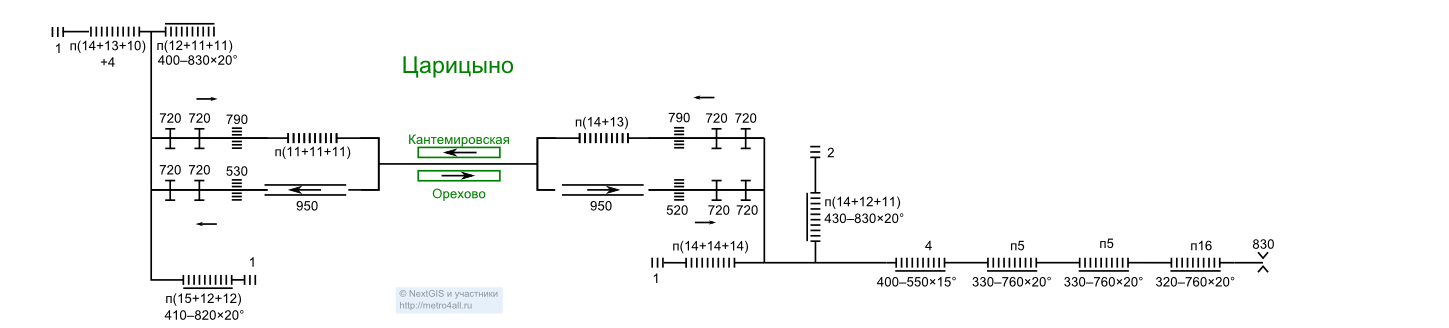 1 п(14+13+10)
+4
п(12+11+11)
400–830×20°
Царицыно
720 720 790
п(11+11+11)
720 720 530
950
Кантемировская
Орехово
п(14+13)
790 720 720
950
520 720 720
2
п(14+12+11)
430–830×20°
1
п(15+12+12)
410–820×20°
п(14+14+14)
1
4 п5 п5 п16 830
400–550×15° 330–760×20° 330–760×20° 320–760×20°
© NextGIS и участники
http://metro4all.ru